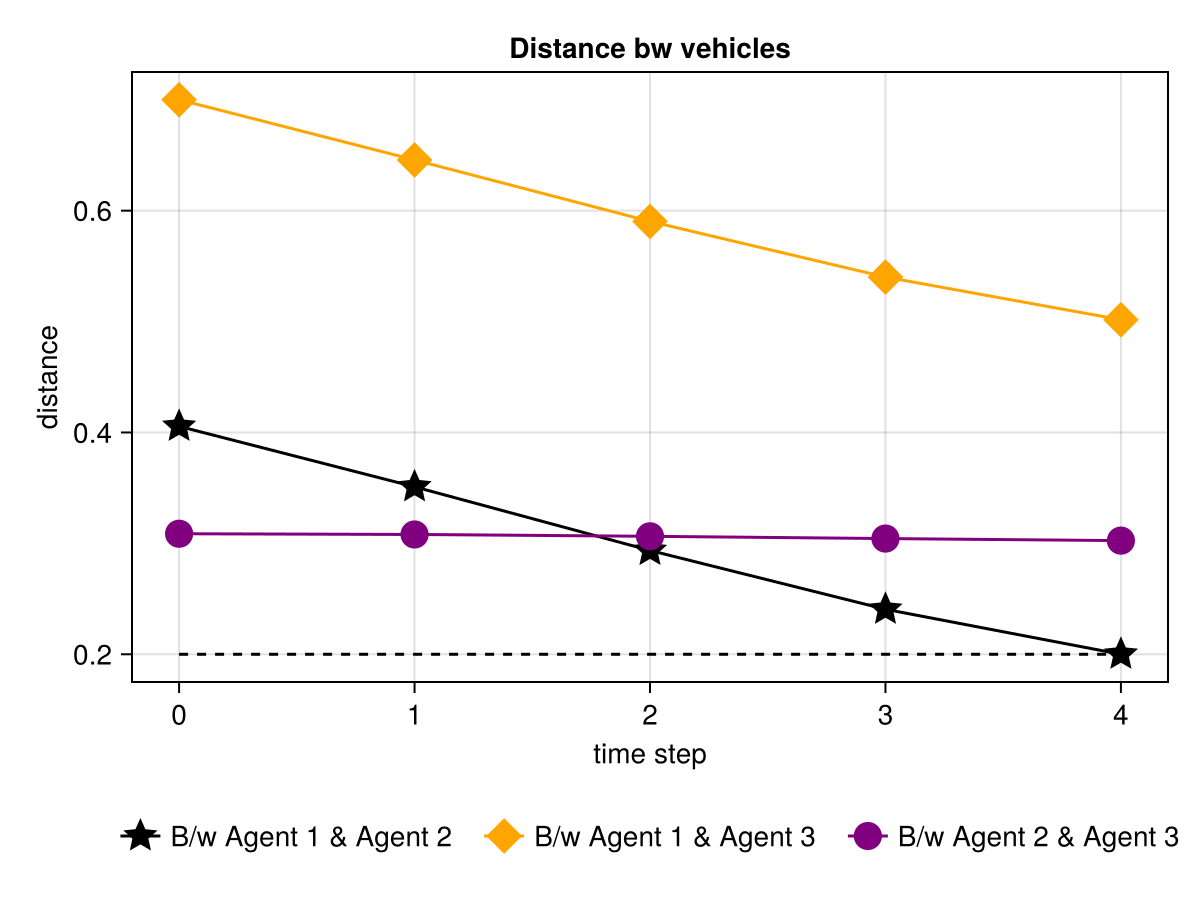 Distance bw vehicles
distance
0.6
0.4
0.2
0 1 2 3 4
time step
B/w Agent 1 & Agent 2 B/w Agent 1 & Agent 3 B/w Agent 2 & Agent 3